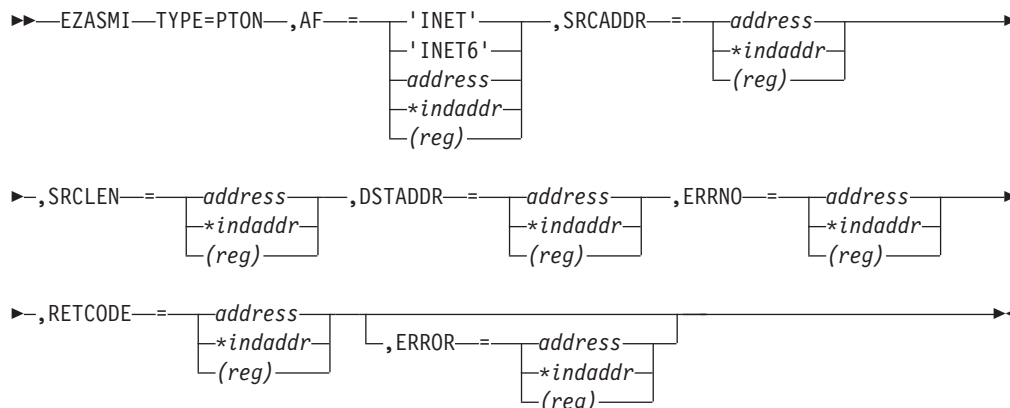 EZASMI TYPE=PTON ,AF = 'INET' ,SRCADDR = address
'INET6' *indaddr
address (reg)
*indaddr
(reg)
,SRCLEN = address ,DSTADDR = address ,ERRNO = address
*indaddr *indaddr *indaddr
(reg) (reg) (reg)
,RETCODE = address
*indaddr ,ERROR = address
(reg) *indaddr
(reg)